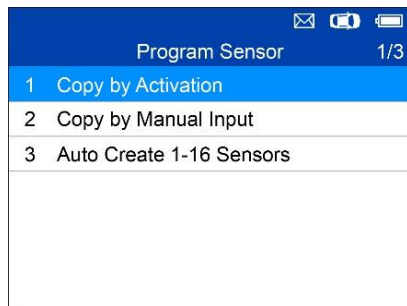 Program Sensor 1/3
1 Copy by Activation
2 Copy by Manual Input
3 Auto Create 1-16 Sensors